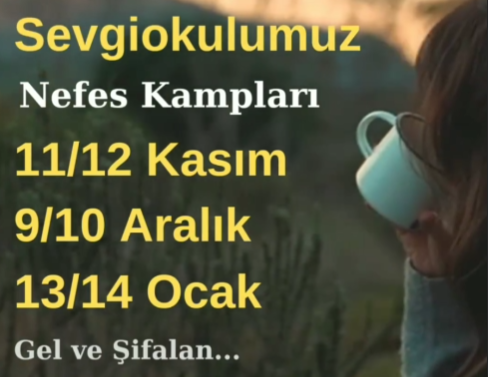 Sevgiokulumuz
Nefes Kampları
11/12 Kasım
9/10 Aralık
13/14 Ocak
Gel ve Şifalan...